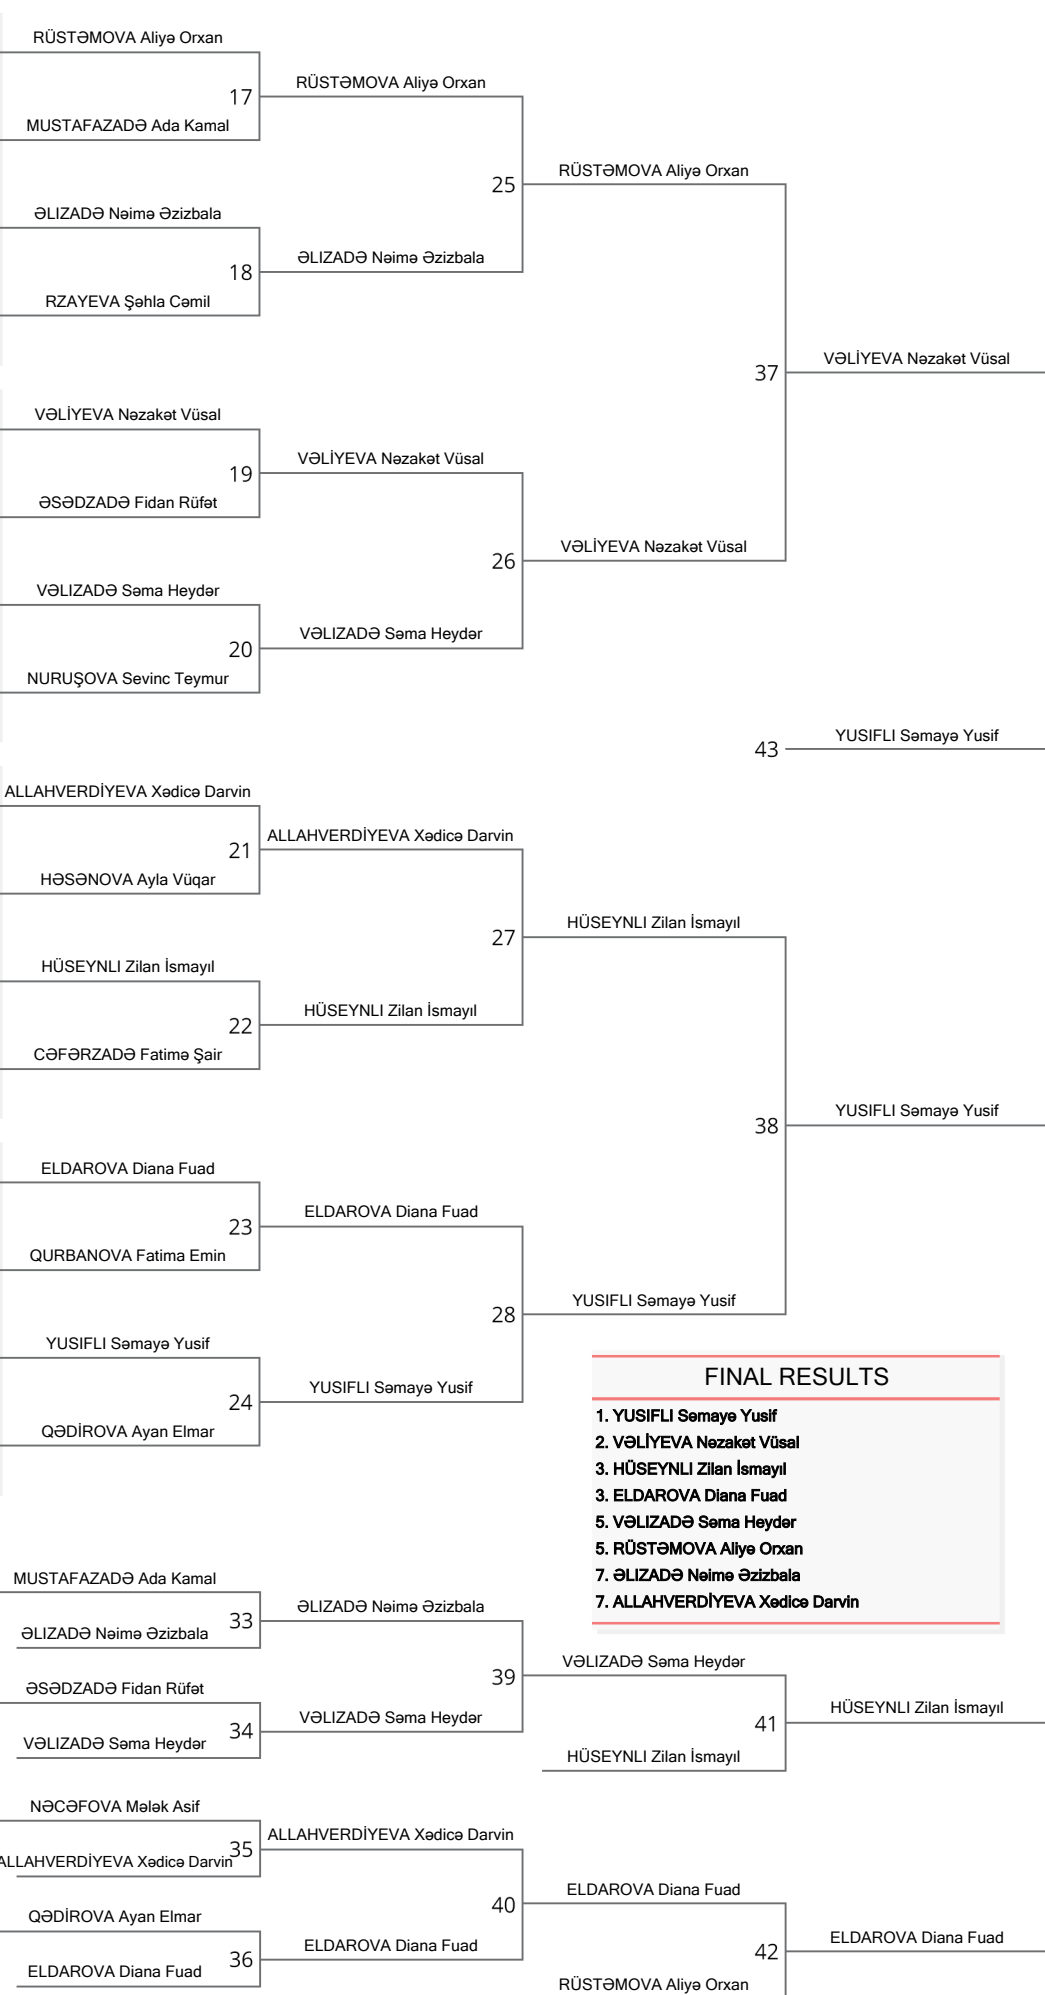 RÜSTƏMOVA Aliyə Orxan
17
RÜSTƏMOVA Aliyə Orxan
MUSTAFAZADƏ Ada Kamal
25
RÜSTƏMOVA Aliyə Orxan
ƏLIZADƏ Nəimə Əzizbala
18
ƏLIZADƏ Nəimə Əzizbala
RZAYEVA Şəhla Cəmil
37
VƏLİYEVA Nəzakət Vüsal
VƏLİYEVA Nəzakət Vüsal
19
VƏLİYEVA Nəzakət Vüsal
ƏSƏDZADƏ Fidan Rüfət
26
VƏLİYEVA Nəzakət Vüsal
VƏLIZADƏ Səma Heydər
20
VƏLIZADƏ Səma Heydər
NURUŞOVA Sevinc Teymur
43
YUSIFLI Səmayə Yusif
ALLAHVERDİYEVA Xədicə Darvin
21
ALLAHVERDİYEVA Xədicə Darvin
HƏSƏNOVA Ayla Vüqar
27
HÜSEYNLI Zilan İsmayıl
HÜSEYNLI Zilan İsmayıl
22
HÜSEYNLI Zilan İsmayıl
CƏFƏRZADƏ Fatimə Şair
38
YUSIFLI Səmayə Yusif
ELDAROVA Diana Fuad
23
ELDAROVA Diana Fuad
QURBANOVA Fatima Emin
28
YUSIFLI Səmayə Yusif
YUSIFLI Səmayə Yusif
24
YUSIFLI Səmayə Yusif
QƏDİROVA Ayan Elmar
FINAL RESULTS
1. YUSIFLI Səmayə Yusif
2. VƏLİYEVA Nəzakət Vüsal
3. HÜSEYNLI Zilan İsmayıl
3. ELDAROVA Diana Fuad
5. VƏLIZADƏ Səma Heydər
5. RÜSTƏMOVA Aliyə Orxan
7. ƏLIZADƏ Nəimə Əzizbala
7. ALLAHVERDİYEVA Xədicə Darvin
MUSTAFAZADƏ Ada Kamal
33
ƏLIZADƏ Nəimə Əzizbala
ƏLIZADƏ Nəimə Əzizbala
39
VƏLIZADƏ Səma Heydər
ƏSƏDZADƏ Fidan Rüfət
34
VƏLIZADƏ Səma Heydər
VƏLIZADƏ Səma Heydər
41
HÜSEYNLI Zilan İsmayıl
HÜSEYNLI Zilan İsmayıl
NƏCƏFOVA Mələk Asif
35
ALLAHVERDİYEVA Xədicə Darvin
ALLAHVERDİYEVA Xədicə Darvin
40
ELDAROVA Diana Fuad
QƏDİROVA Ayan Elmar
36
ELDAROVA Diana Fuad
ELDAROVA Diana Fuad
42
ELDAROVA Diana Fuad
RÜSTƏMOVA Aliyə Orxan